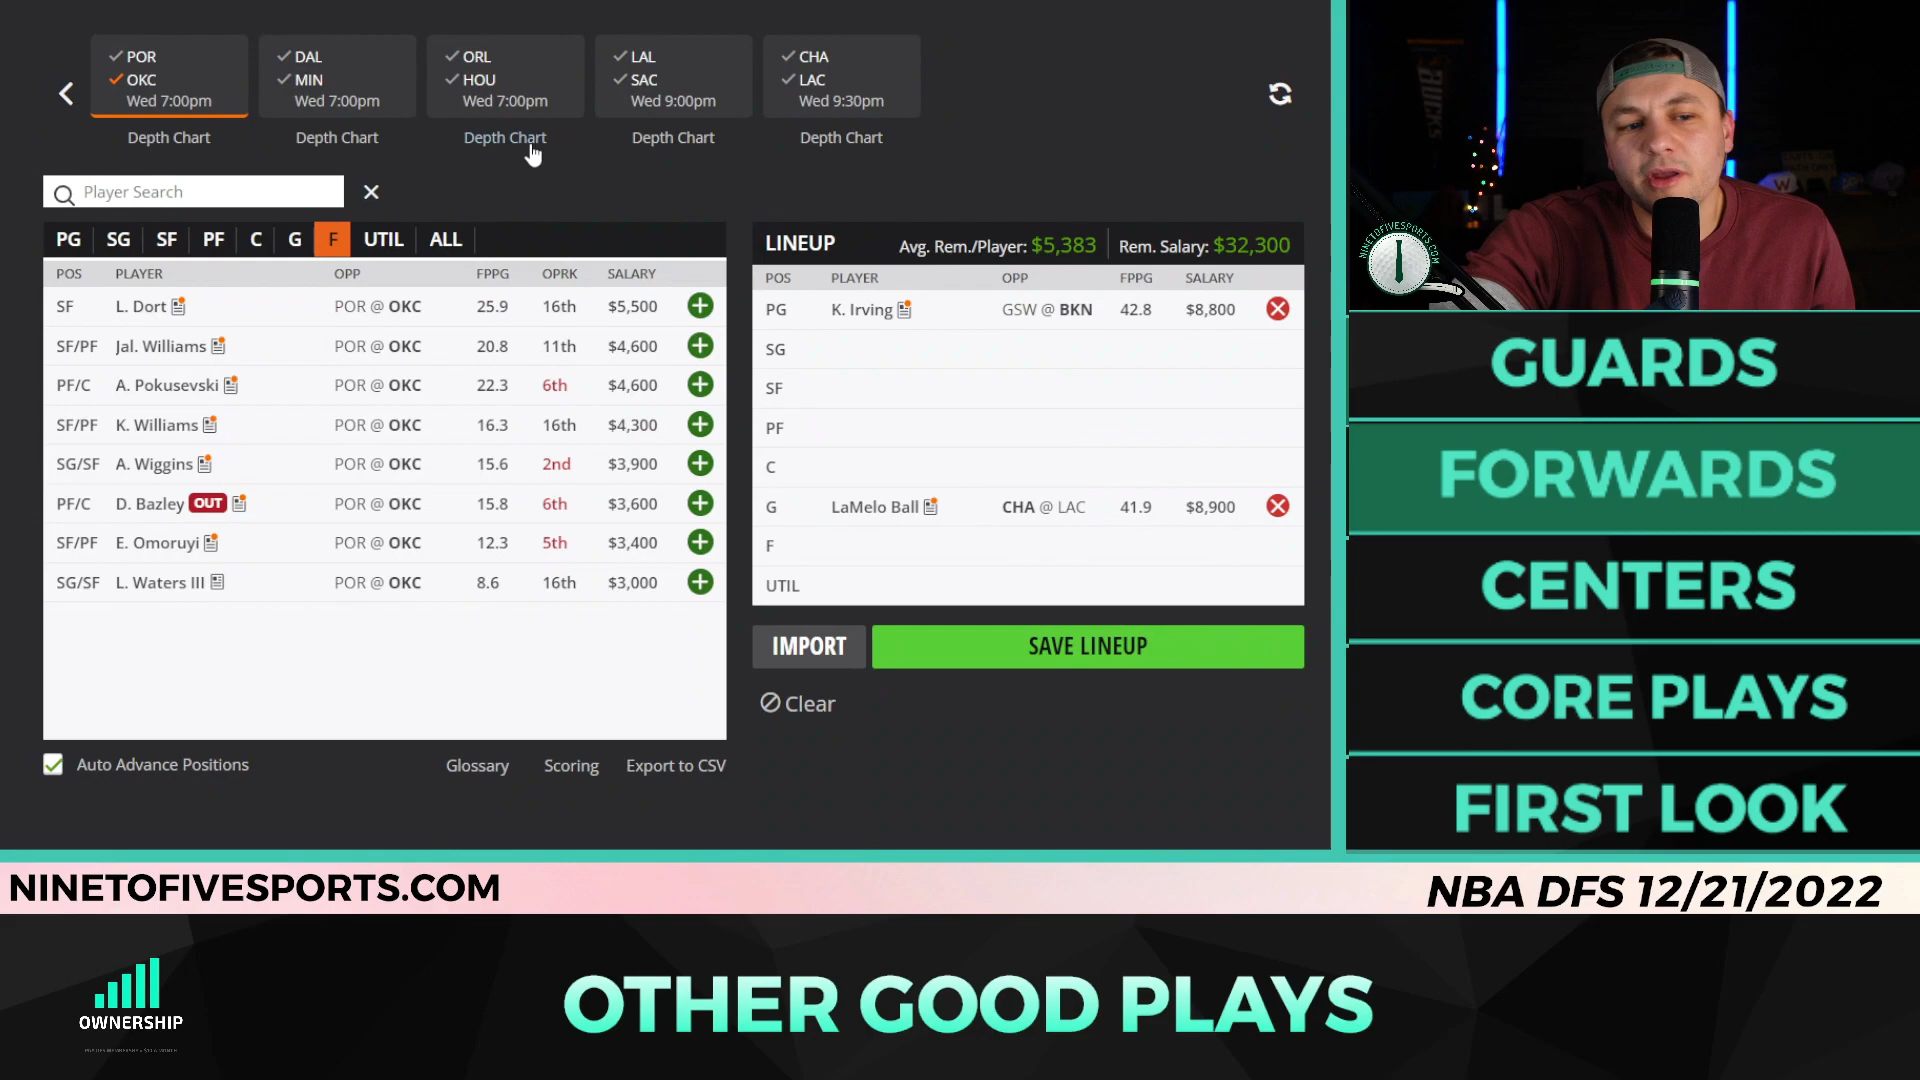 POR
OKC
Wed 7:00pm
DAL
MIN
Wed 7:00pm
ORL
HOU
Wed 7:00pm
LAL
SAC
Wed 9:00pm
CHA
LAC
Wed 9:30pm
Depth Chart
Depth Chart
Depth Chart
Depth Chart
Depth Chart
Player Search
PG SG SF PF C G F UTIL ALL
POS PLAYER OPP FPPG OPRK SALARY
SF L. Dort POR @ OKC 25.9 16th $5,500
SF/PF Jal. Williams POR @ OKC 20.8 11th $4,600
PF/C A. Pokusevski POR @ OKC 22.3 6th $4,600
SF/PF K. Williams POR @ OKC 16.3 16th $4,300
SG/SF A. Wiggins POR @ OKC 15.6 2nd $3,900
PF/C D. Bazley OUT POR @ OKC 15.8 6th $3,600
SF/PF E. Omoruyi POR @ OKC 12.3 5th $3,400
SG/SF L. Waters III POR @ OKC 8.6 16th $3,000
Auto Advance Positions
Glossary Scoring Export to CSV
LINEUP Avg. Rem./Player: $5,383 Rem. Salary: $32,300
POS PLAYER OPP FPPG SALARY
PG K. Irving GSW @ BKN 42.8 $8,800
SG
SF
PF
C
G LaMelo Ball CHA @ LAC 41.9 $8,900
F
UTIL
IMPORT SAVE LINEUP
Clear
BUCKS
NINETOFIVESPORTS.COM
GUARDS
FORWARDS
CENTERS
CORE PLAYS
FIRST LOOK
NINETOFIVESPORTS.COM
NBA DFS 12/21/2022
OWNERSHIP
OTHER GOOD PLAYS